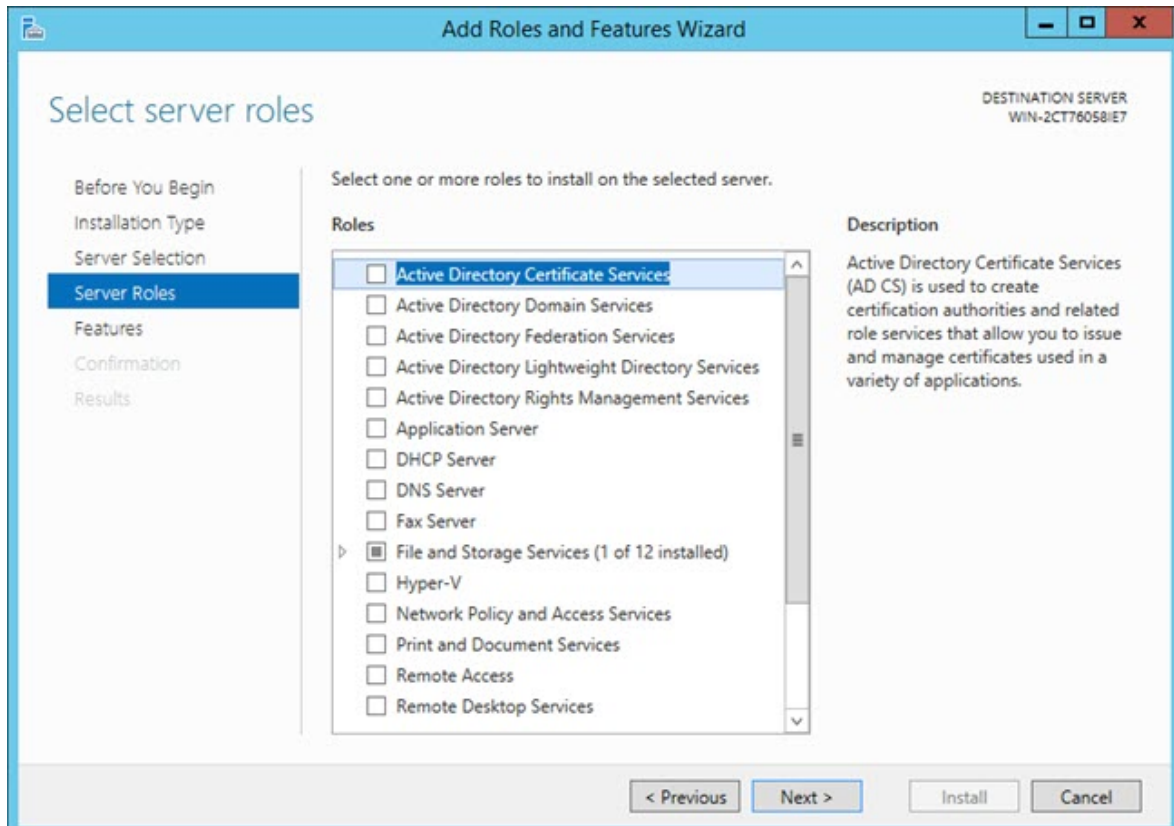 Add Roles and Features Wizard
Select server roles
DESTINATION SERVER
WIN-2CT76058IE7
Before You Begin
Installation Type
Server Selection
Server Roles
Features
Confirmation
Results
Select one or more roles to install on the selected server.
Roles
Active Directory Certificate Services
Active Directory Domain Services
Active Directory Federation Services
Active Directory Lightweight Directory Services
Active Directory Rights Management Services
Application Server
DHCP Server
DNS Server
Fax Server
File and Storage Services (1 of 12 installed)
Hyper-V
Network Policy and Access Services
Print and Document Services
Remote Access
Remote Desktop Services
Description
Active Directory Certificate Services
(AD CS) is used to create
certification authorities and related
role services that allow you to issue
and manage certificates used in a
variety of applications.
< Previous
Next >
Install
Cancel